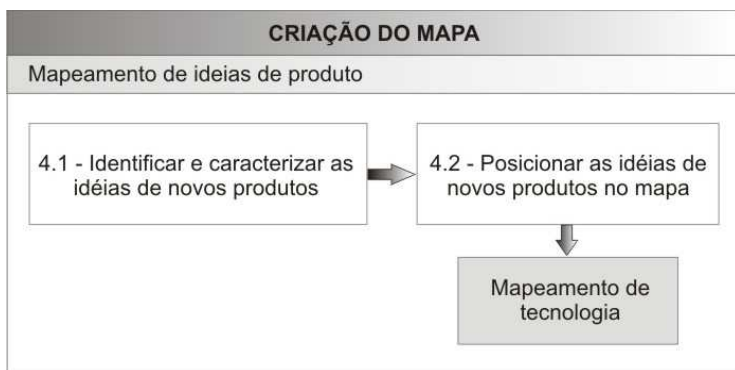 CRIAÇÃO DO MAPA
Mapeamento de ideias de produto
4.1 - Identificar e caracterizar as
idéias de novos produtos
4.2 - Posicionar as idéias de
novos produtos no mapa
Mapeamento de
tecnologia